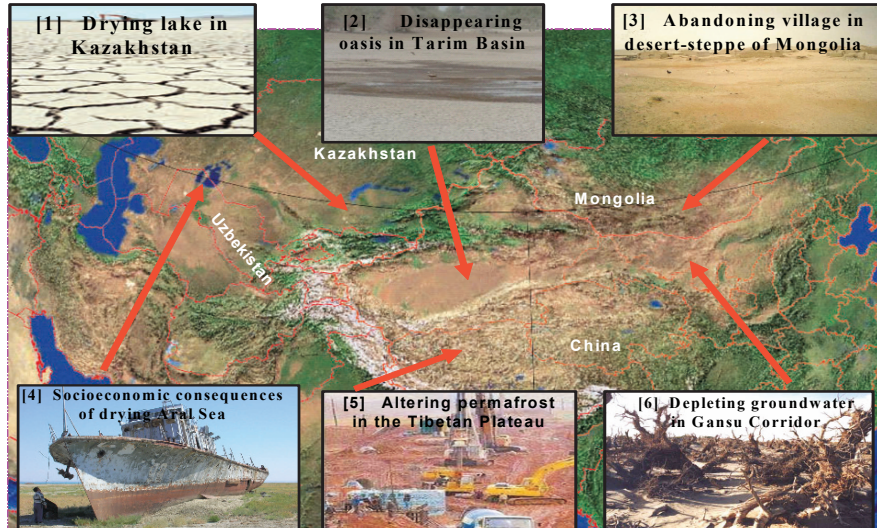 [1] Drying lake in
Kazakhstan
[2] Disappearing
oasis in Tarim Basin
[3] Abandoning village in
desert-steppe of Mongolia
Kazakhstan
Mongolia
Uzbekistan
China
[4] Socioeconomic consequences
of drying Aral Sea
[5] Altering permafrost
in the Tibetan Plateau
[6] Depleting groundwater
in Gansu Corridor